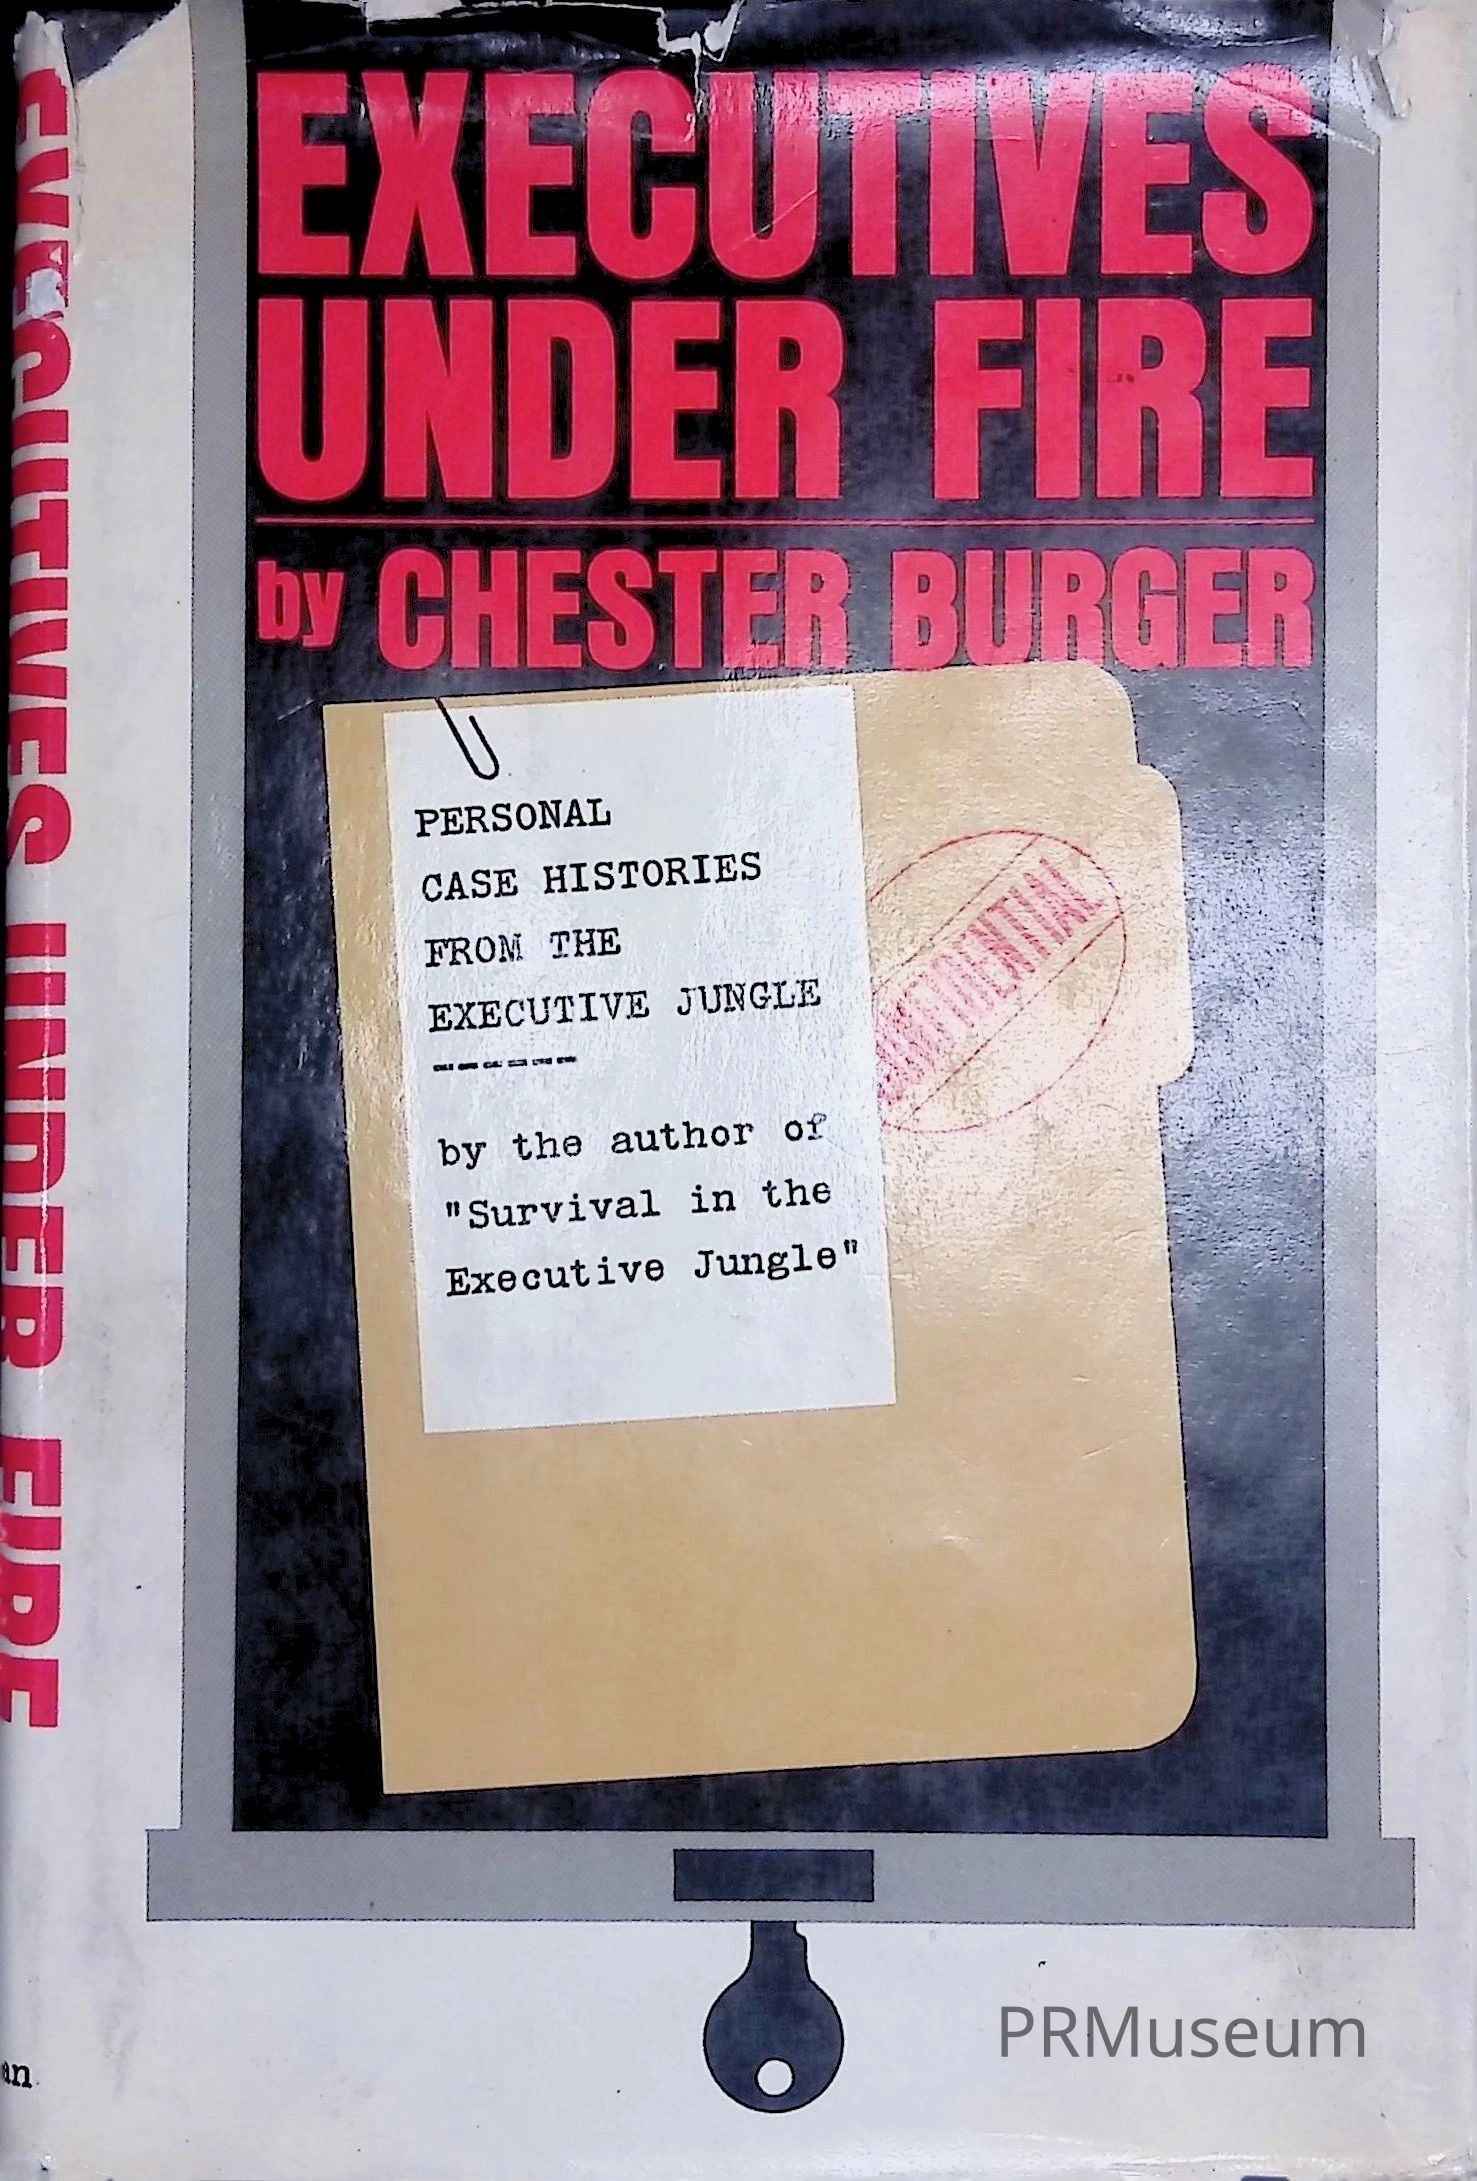 EXECUTIVES UNDER FIRE
EXECUTIVES
UNDER FIRE
by CHESTER BURGER
PERSONAL
CASE HISTORIES
FROM THE
EXECUTIVE JUNGLE
------
by the author of
"Survival in the
Executive Jungle"
CONFIDENTIAL
PRMuseum